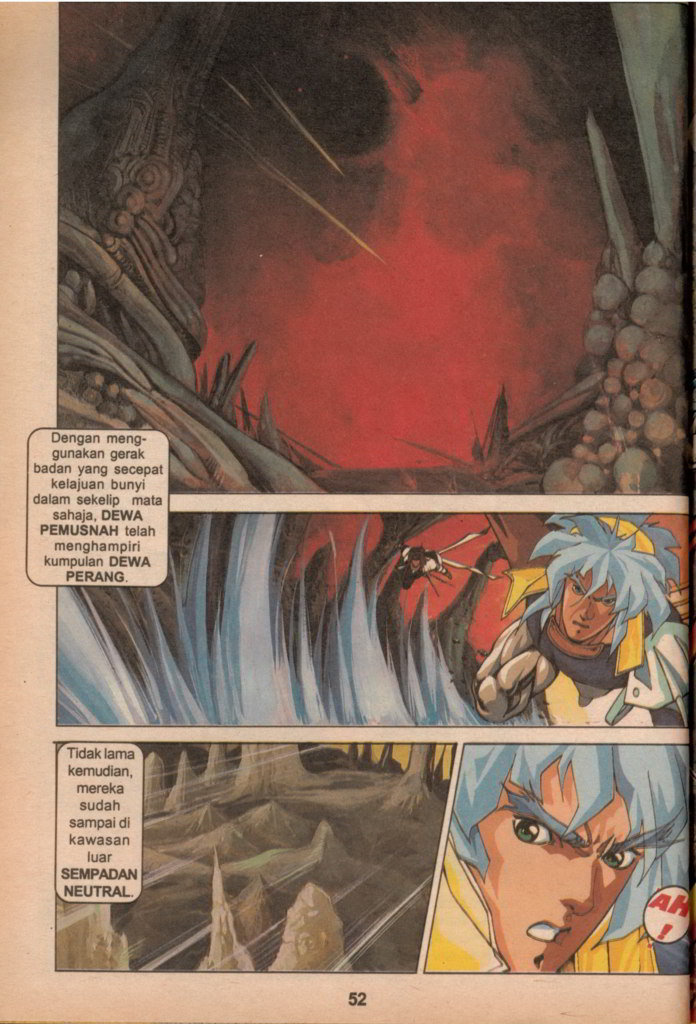 Dengan meng-
gunakan gerak
badan yang secepat
kelajuan bunyi
dalam sekelip mata
sahaja, DEWA
PEMUSNAH telah
menghampiri
kumpulan DEWA
PERANG.
Tidak lama
kemudian,
mereka
sudah
sampai di
kawasan
luar
SEMPADAN
NEUTRAL.
AH
!
52